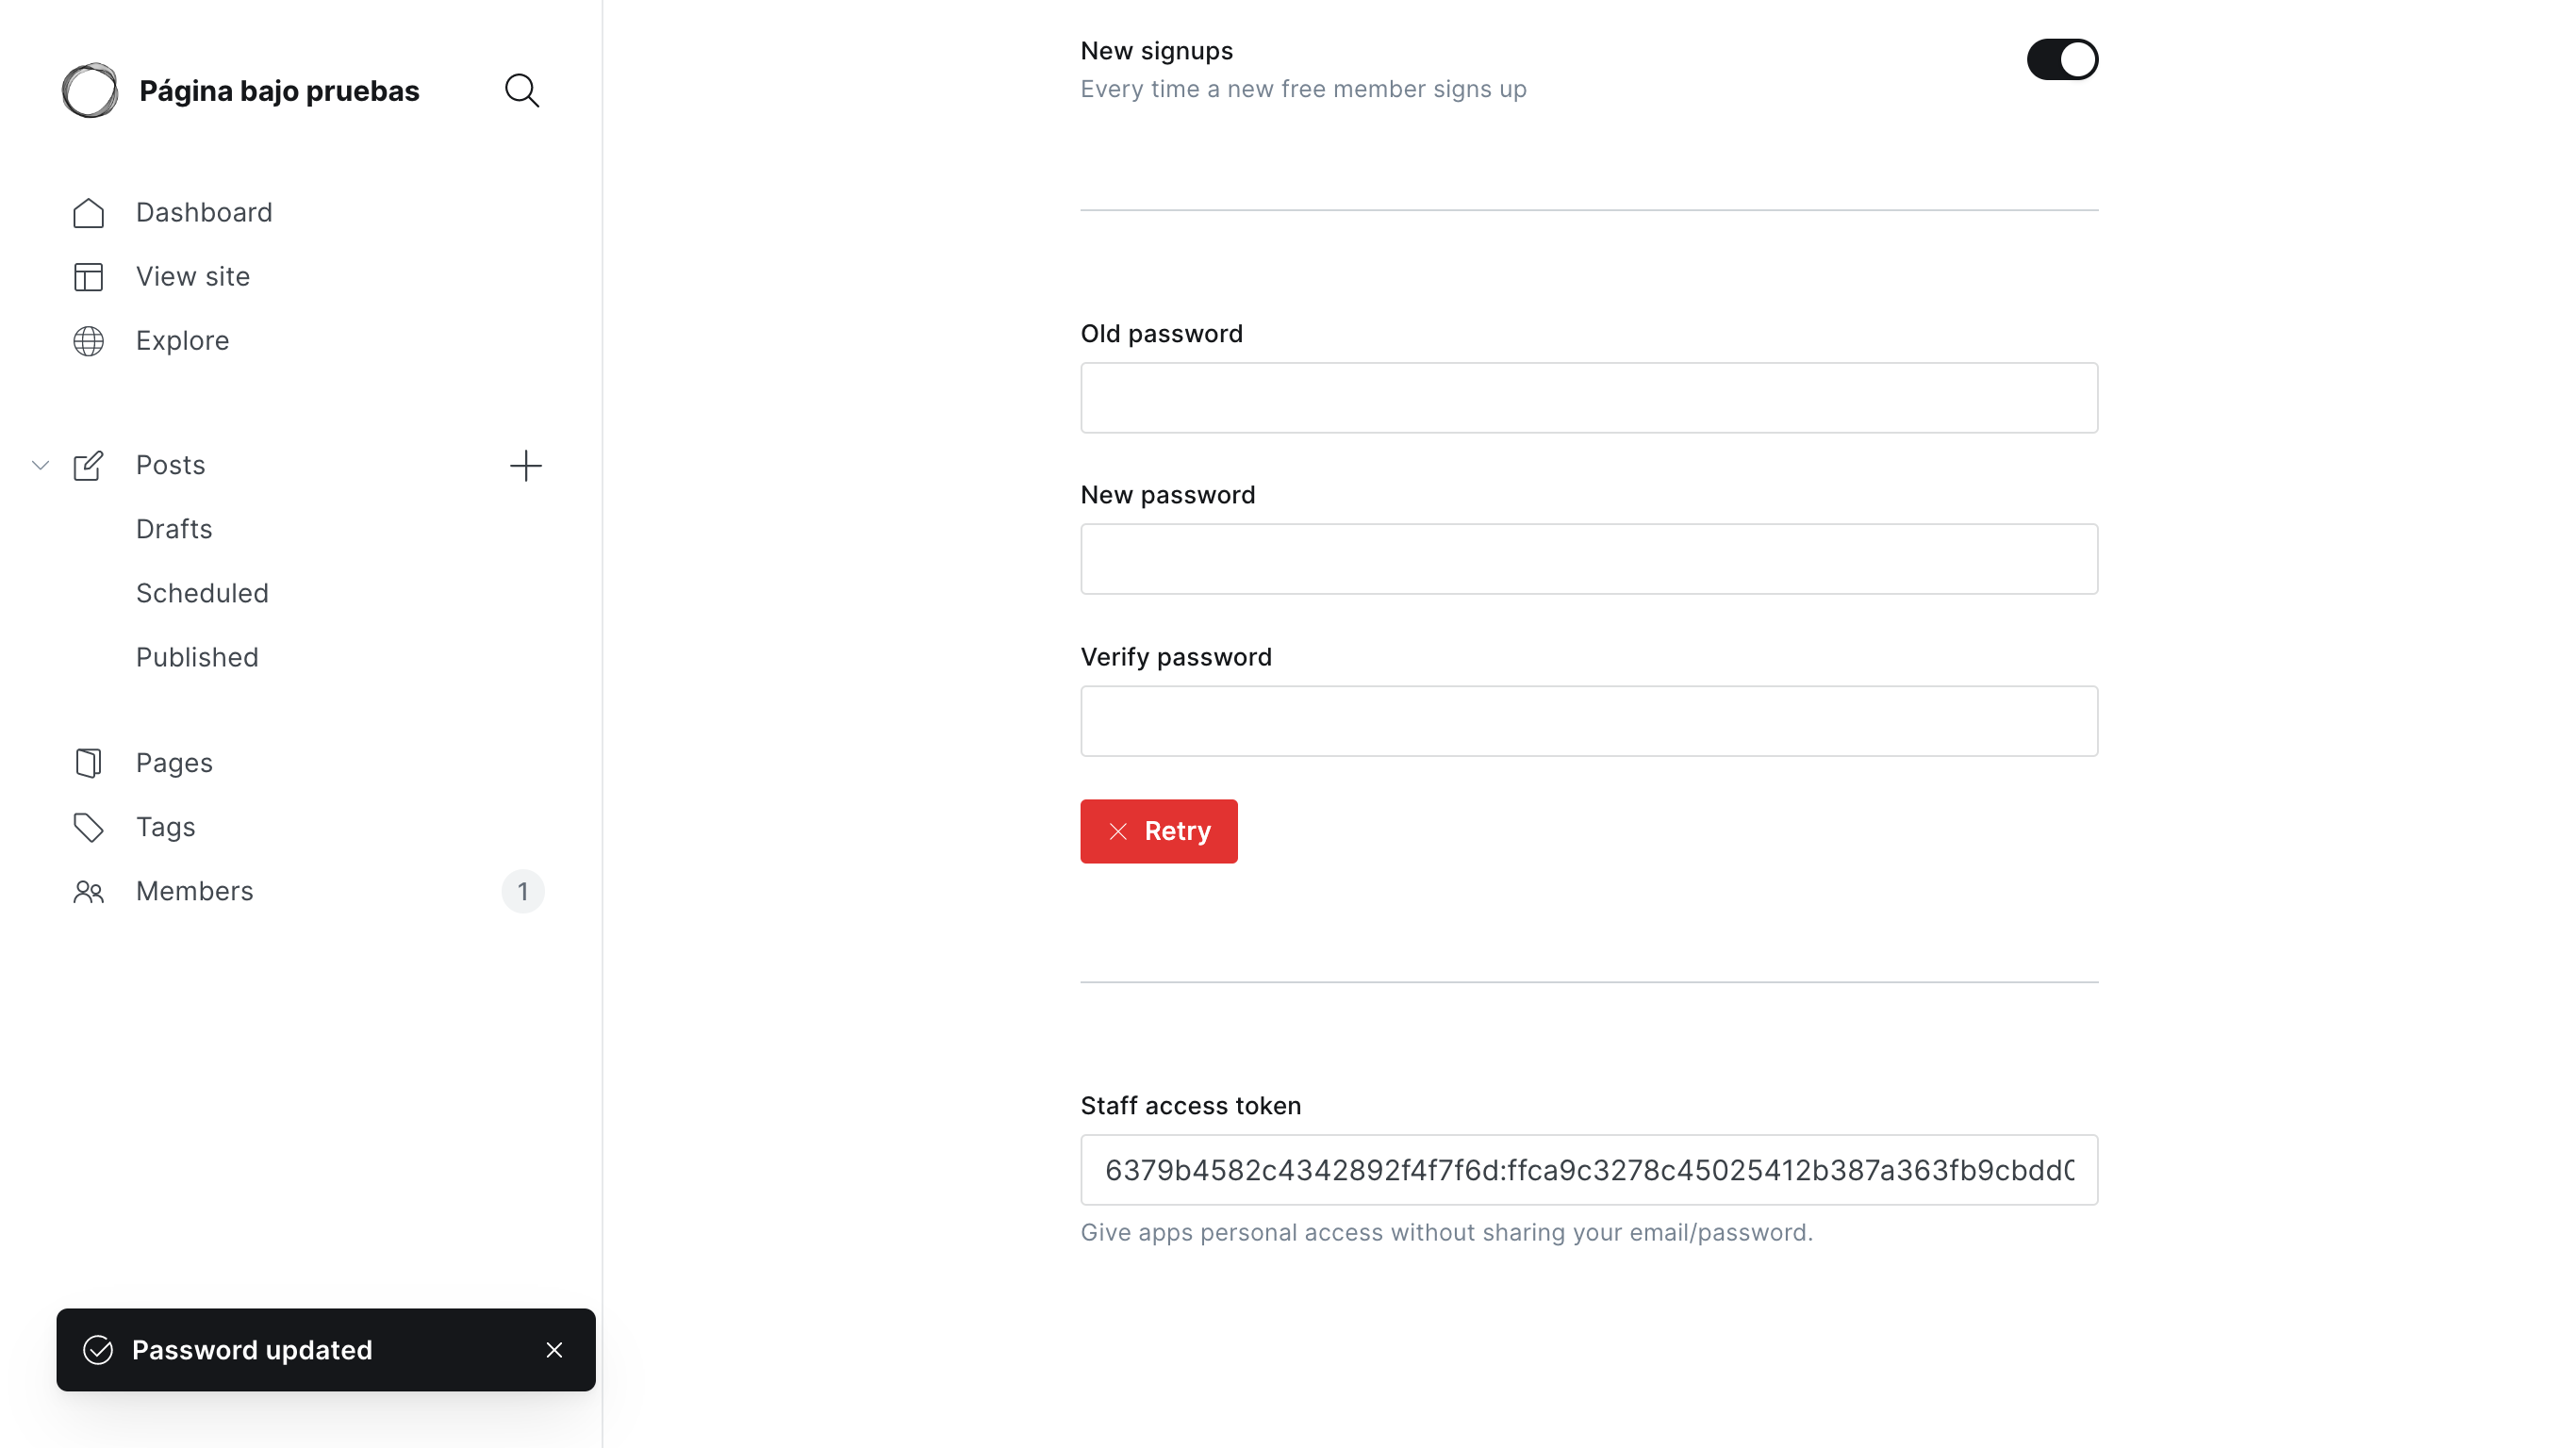 Página bajo pruebas
Dashboard
View site
Explore
Posts
Drafts
Scheduled
Published
Pages
Tags
Members 1
Password updated
New signups
Every time a new free member signs up
Old password
New password
Verify password
Retry
Staff access token
6379b4582c4342892f4f7f6d:ffca9c3278c45025412b387a363fb9cbdd0
Give apps personal access without sharing your email/password.